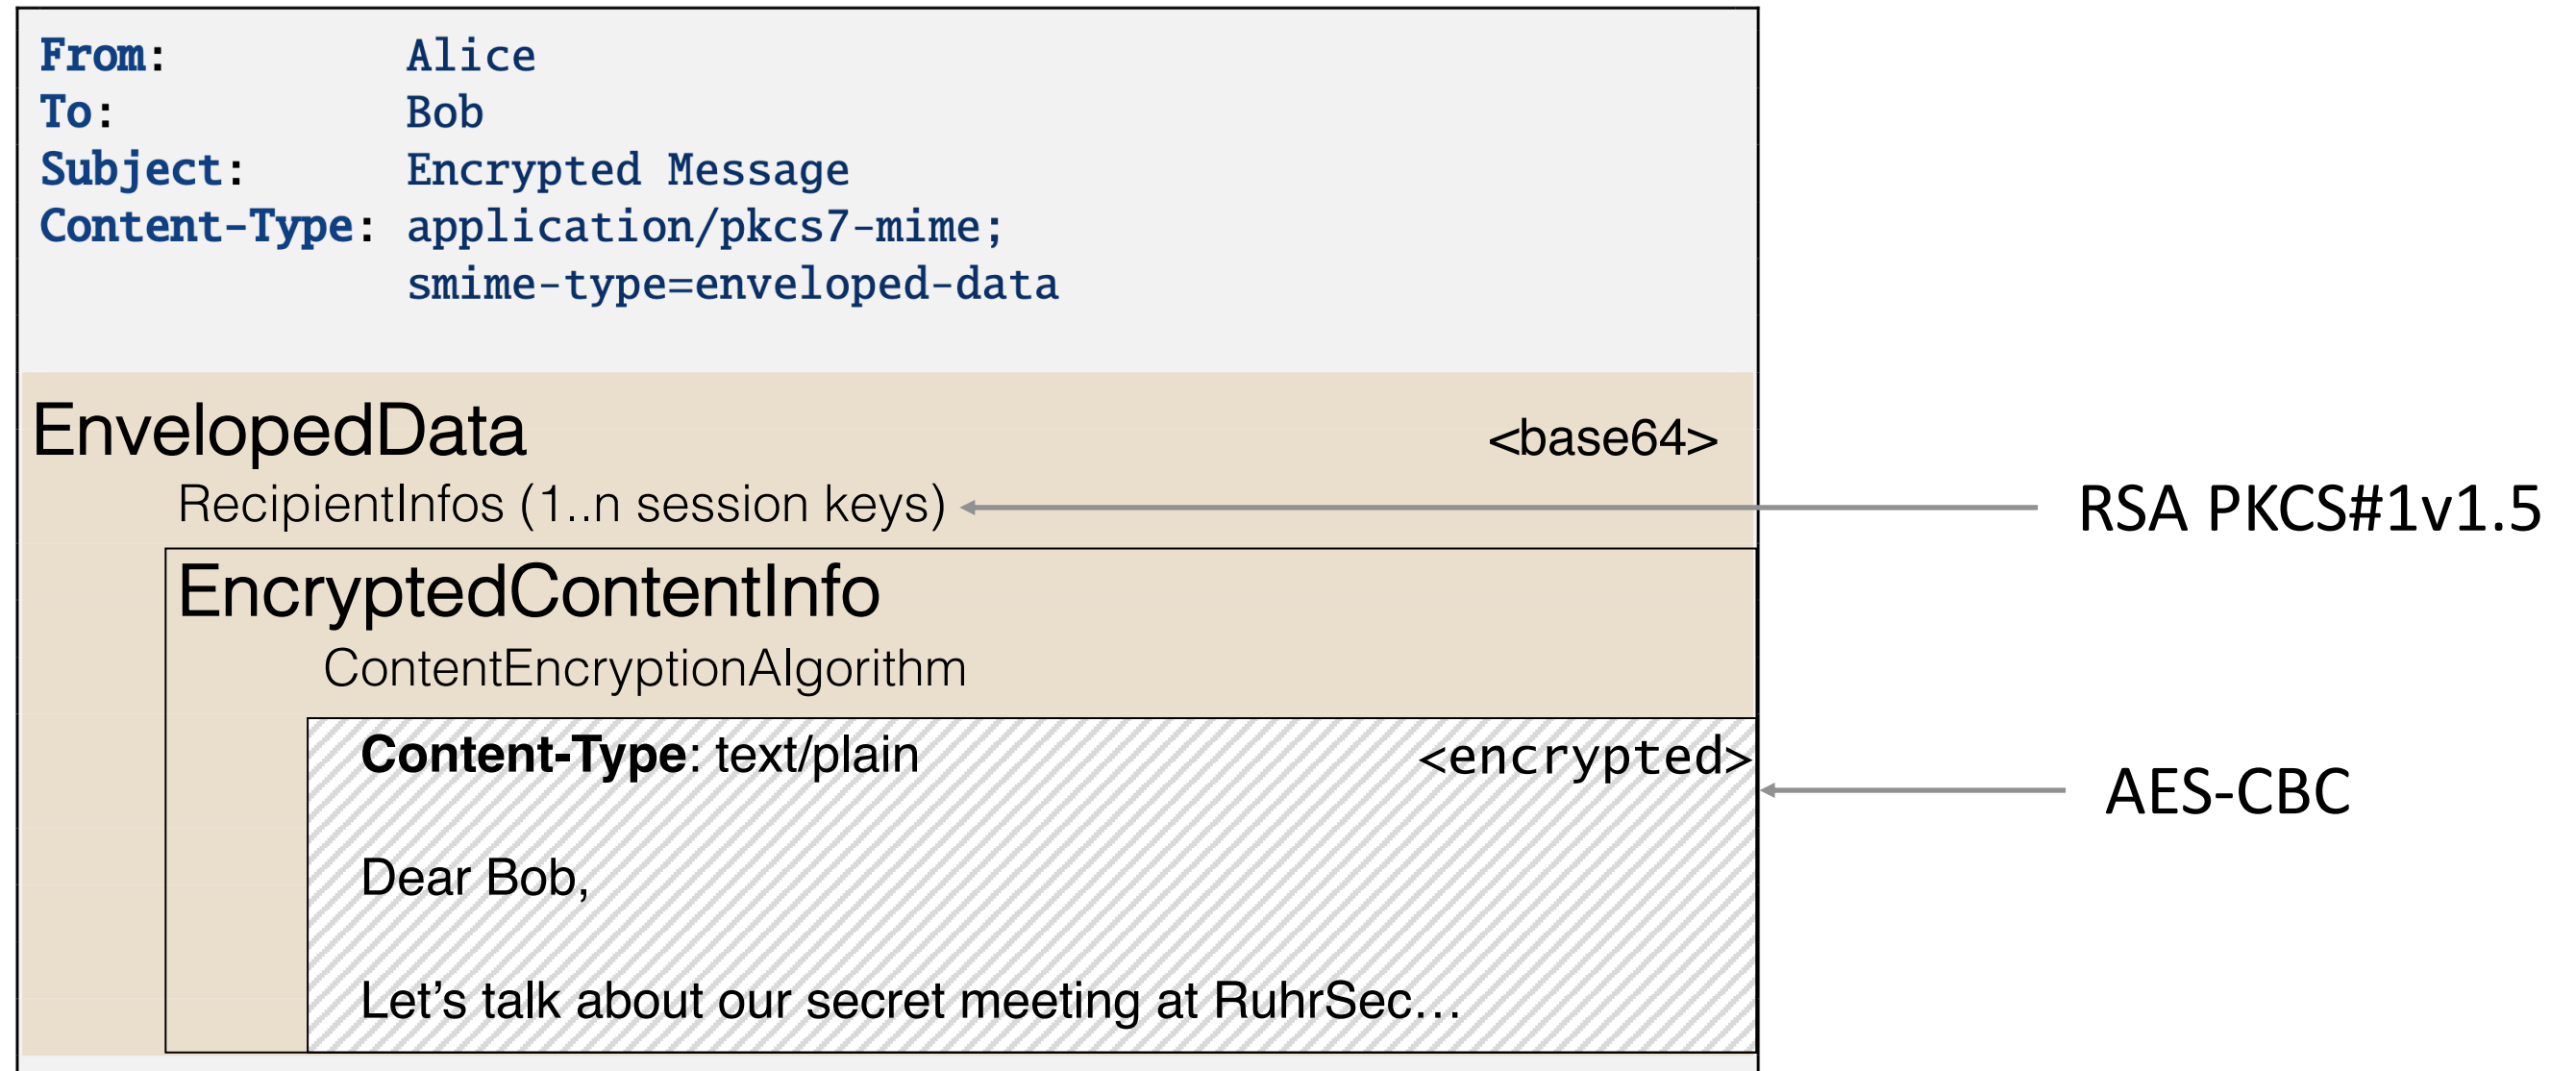 From: Alice
To: Bob
Subject: Encrypted Message
Content-Type: application/pkcs7-mime;
smime-type=enveloped-data
EnvelopedData <base64>
RecipientInfos (1..n session keys)
RSA PKCS#1v1.5
EncryptedContentInfo
ContentEncryptionAlgorithm
Content-Type: text/plain <encrypted>
AES-CBC
Dear Bob,
Let’s talk about our secret meeting at RuhrSec…